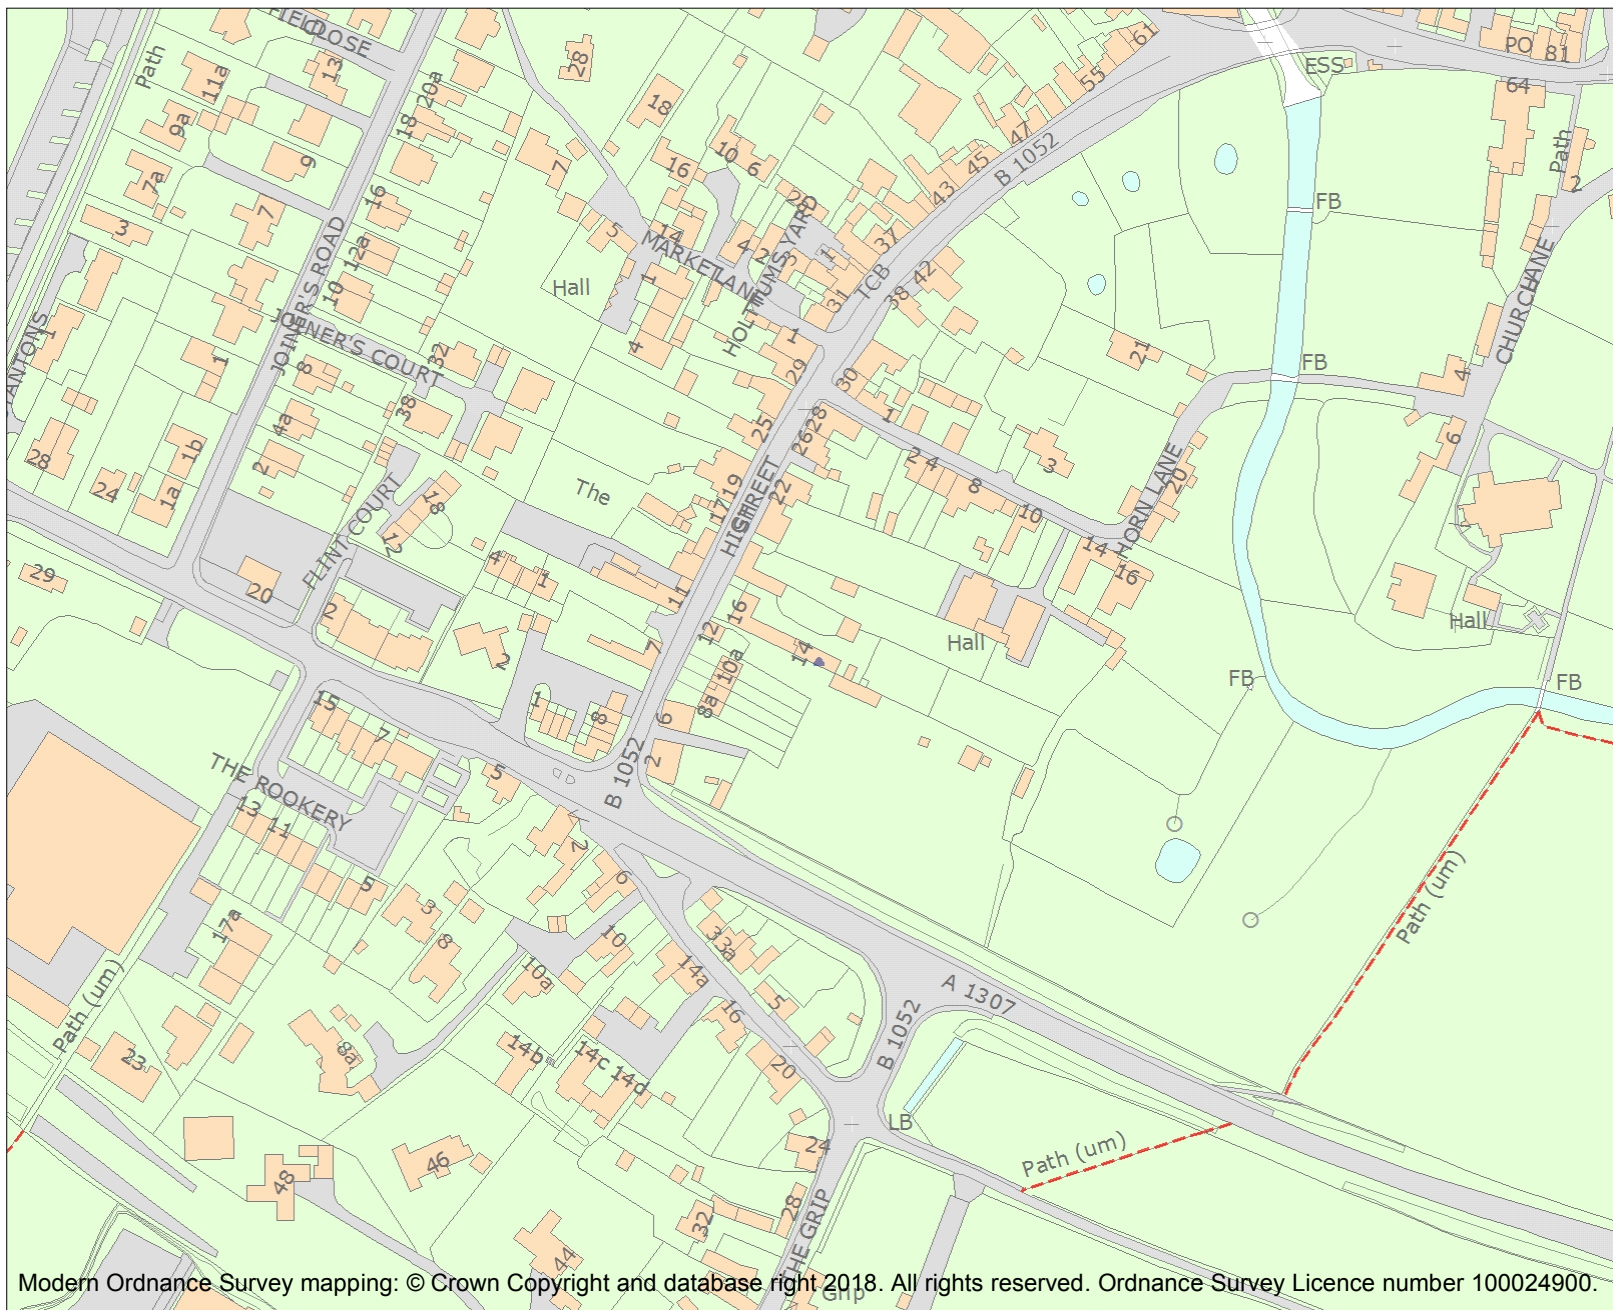 FIELD
CLOSE
Path
11a
13
20a
28
18
61
55
PO
81
ESS
64
9a
18
9
7
16
10
6
47
B 1052
45
Path
2
7a
16
43
FB
3
7
JOINER'S ROAD
12a
5
14
MARKET LANE
4
2
3
1
HOLTTUMS YARD
37
TCB
42
38
31
CHURCH LANE
Hall
1
10
1
JOINER'S COURT
32
8
1
4
1
29
30
21
FB
4
38
4a
25
28
26
1
6
28
1b
2
24
1a
The
19
17
HIGH STREET
22
2
4
3
8
10
HORN LANE
20
18
12
FLINT COURT
14
16
29
20
2
4
1
11
16
12
14
10a
8a
Hall
Hall
FB
FB
7
2
1
8
6
2
B 1052
15
7
5
THE ROOKERY
13
11
5
2
6
3
8
17a
10
10a
14a
33a
16
5
20
A 1307
B 1052
Path (um)
Path (um)
23
8a
14b
14c
14d
LB
24
Path (um)
46
48
28
32
44
THE GRIP
Grip
Modern Ordnance Survey mapping: © Crown Copyright and database right 2018. All rights reserved. Ordnance Survey Licence number 100024900.